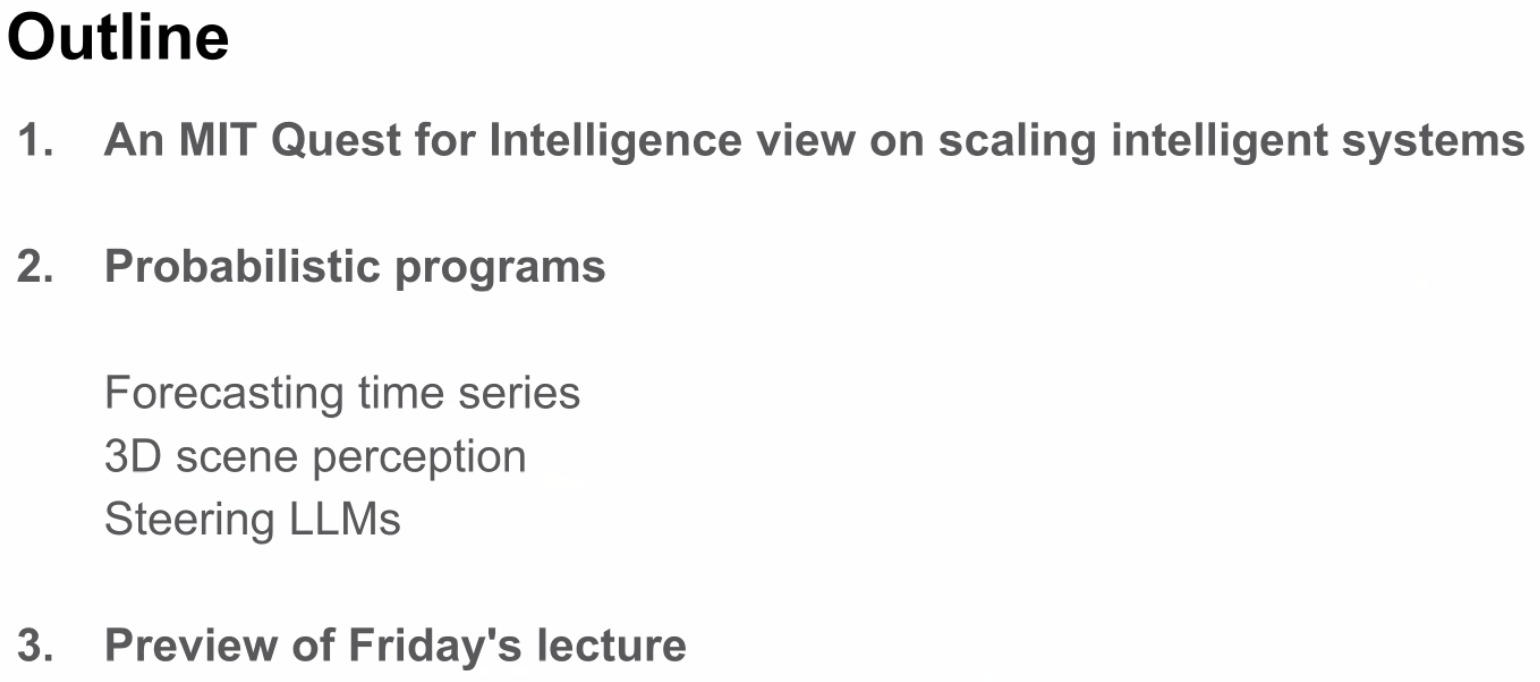 Outline
1. An MIT Quest for Intelligence view on scaling intelligent systems
2. Probabilistic programs
Forecasting time series
3D scene perception
Steering LLMs
3. Preview of Friday's lecture